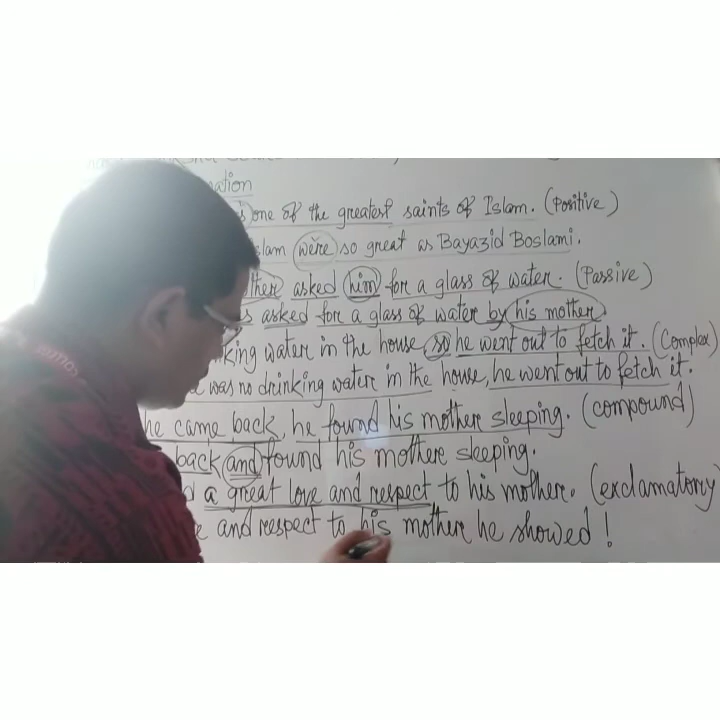 ation
is one of the greatest saints of Islam. (Positive)
slam were so great as Bayazid Boslami.
ther asked him for a glass of water. (Passive)
s asked for a glass of water by his mother
king water in the house so he went out to fetch it. (Complex)
was no drinking water in the house, he went out to fetch it.
he came back, he found his mother sleeping. (compound)
back and found his mother sleeping.
d a great love and respect to his mother. (exclamatory)
e and respect to his mother he showed!